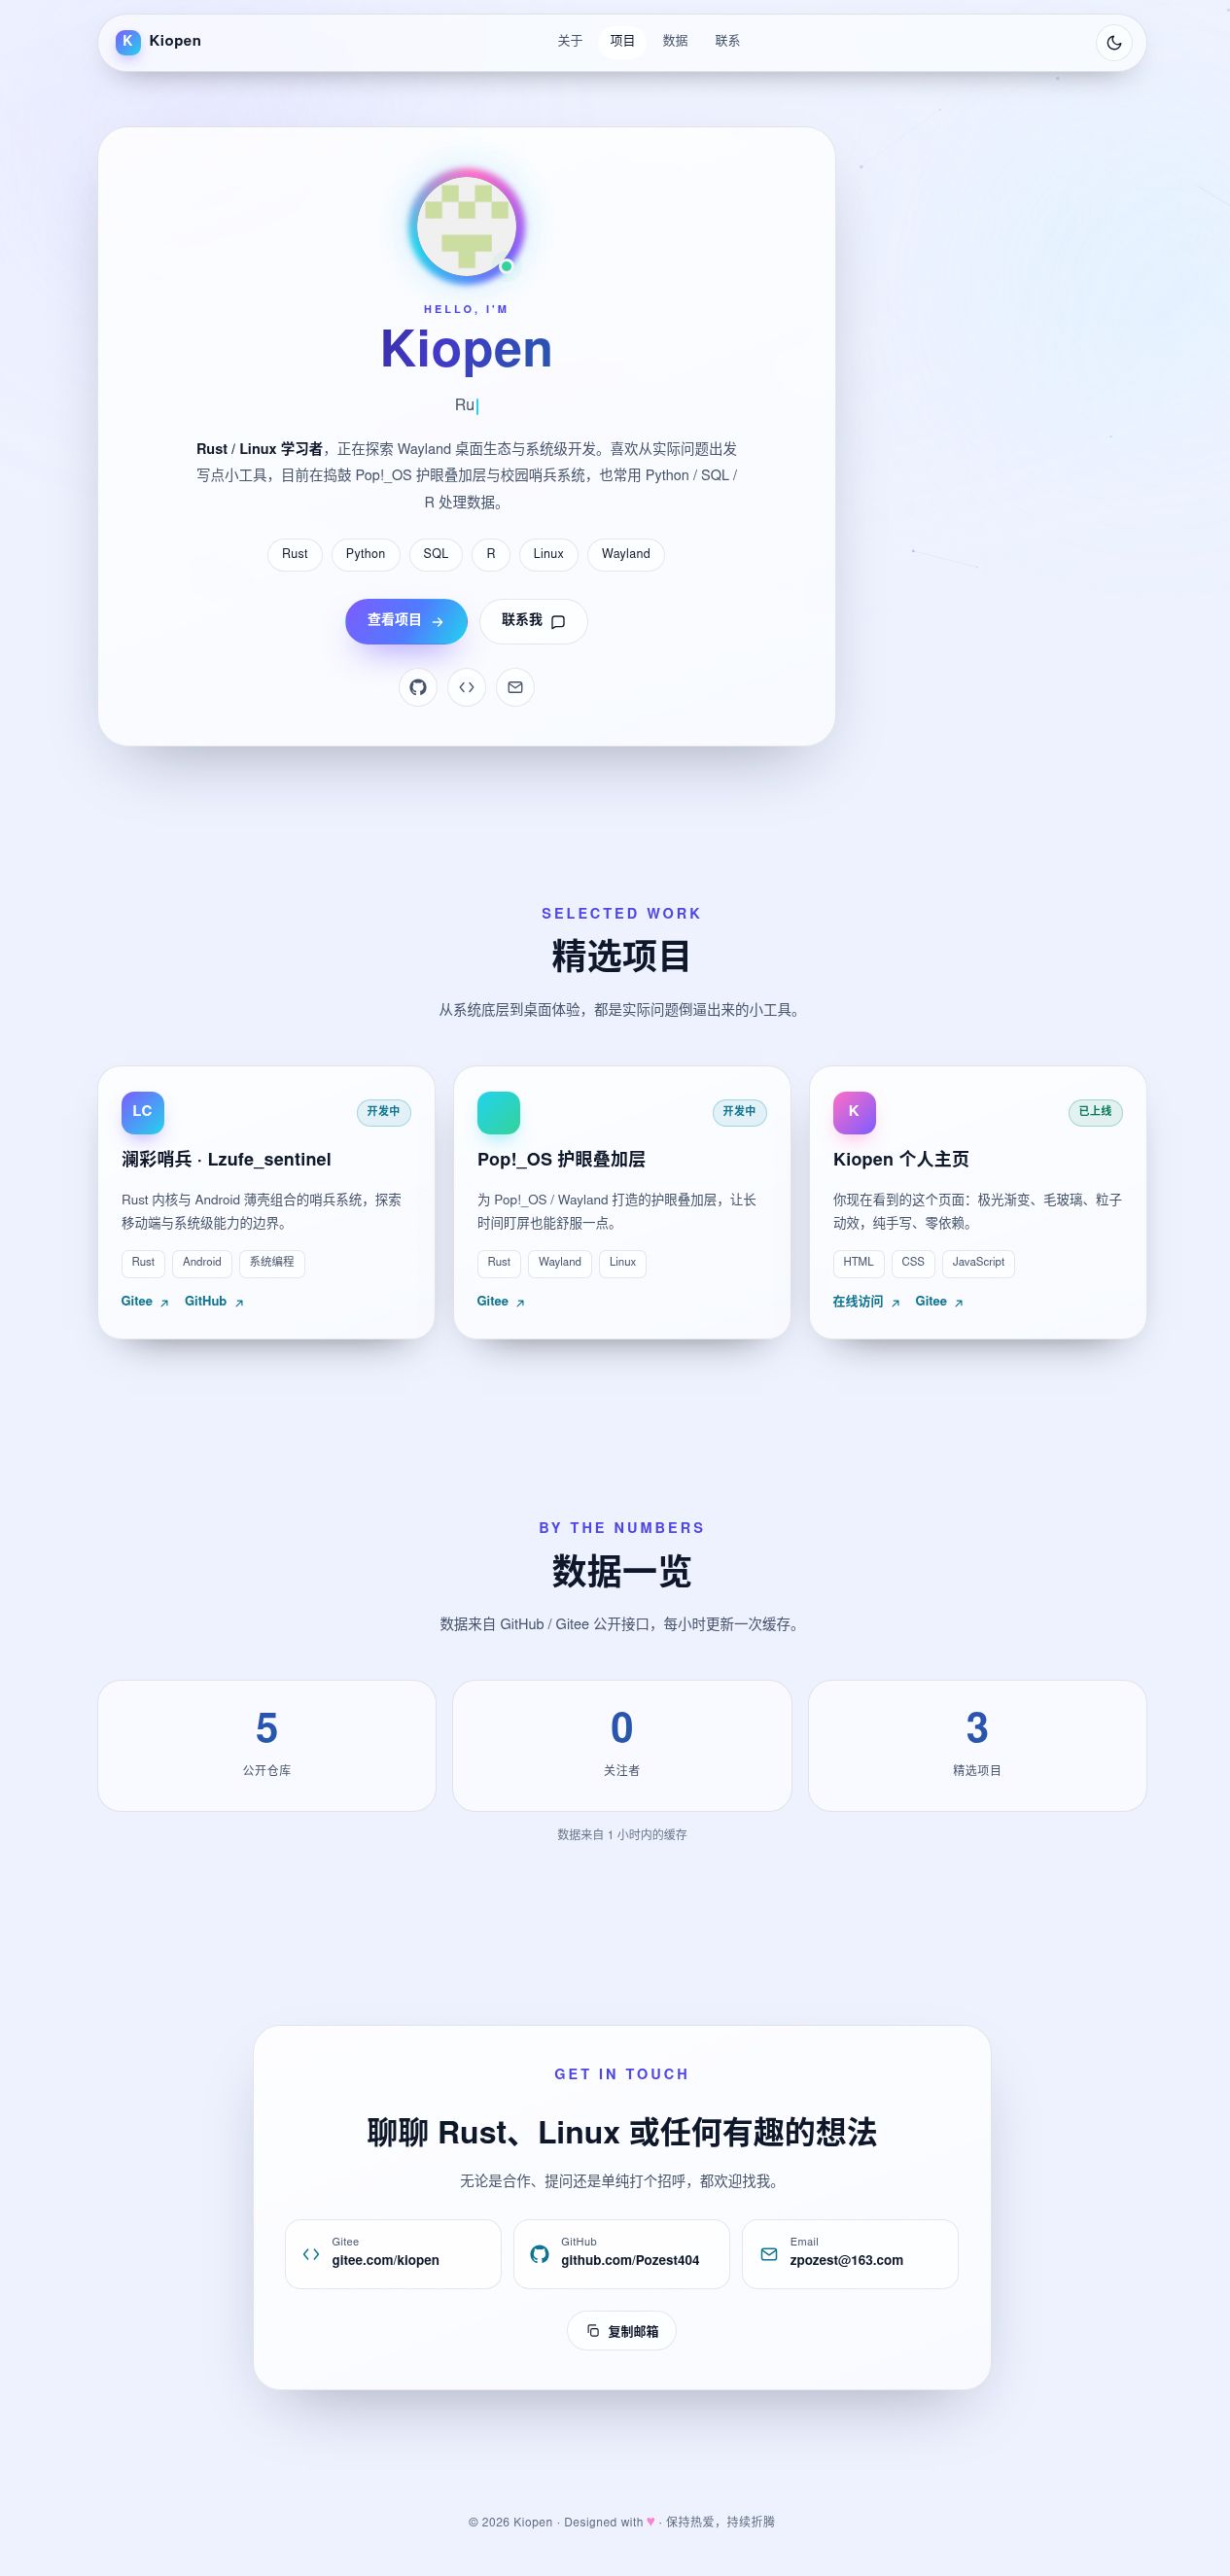 K Kiopen 关于 项目 数据 联系
HELLO, I'M
Kiopen
Ru
Rust / Linux 学习者，正在探索 Wayland 桌面生态与系统级开发。喜欢从实际问题出发
写点小工具，目前在捣鼓 Pop!_OS 护眼叠加层与校园哨兵系统，也常用 Python / SQL /
R 处理数据。
Rust Python SQL R Linux Wayland
查看项目 联系我
SELECTED WORK
精选项目
从系统底层到桌面体验，都是实际问题倒逼出来的小工具。
LC 开发中
澜彩哨兵 · Lzufe_sentinel
Rust 内核与 Android 薄壳组合的哨兵系统，探索
移动端与系统级能力的边界。
Rust Android 系统编程
Gitee GitHub
开发中
Pop!_OS 护眼叠加层
为 Pop!_OS / Wayland 打造的护眼叠加层，让长
时间盯屏也能舒服一点。
Rust Wayland Linux
Gitee
K 已上线
Kiopen 个人主页
你现在看到的这个页面：极光渐变、毛玻璃、粒子
动效，纯手写、零依赖。
HTML CSS JavaScript
在线访问 Gitee
BY THE NUMBERS
数据一览
数据来自 GitHub / Gitee 公开接口，每小时更新一次缓存。
5
公开仓库
0
关注者
3
精选项目
数据来自 1 小时内的缓存
GET IN TOUCH
聊聊 Rust、Linux 或任何有趣的想法
无论是合作、提问还是单纯打个招呼，都欢迎找我。
Gitee
gitee.com/kiopen
GitHub
github.com/Pozest404
Email
zpozest@163.com
复制邮箱
© 2026 Kiopen · Designed with ♥ · 保持热爱，持续折腾